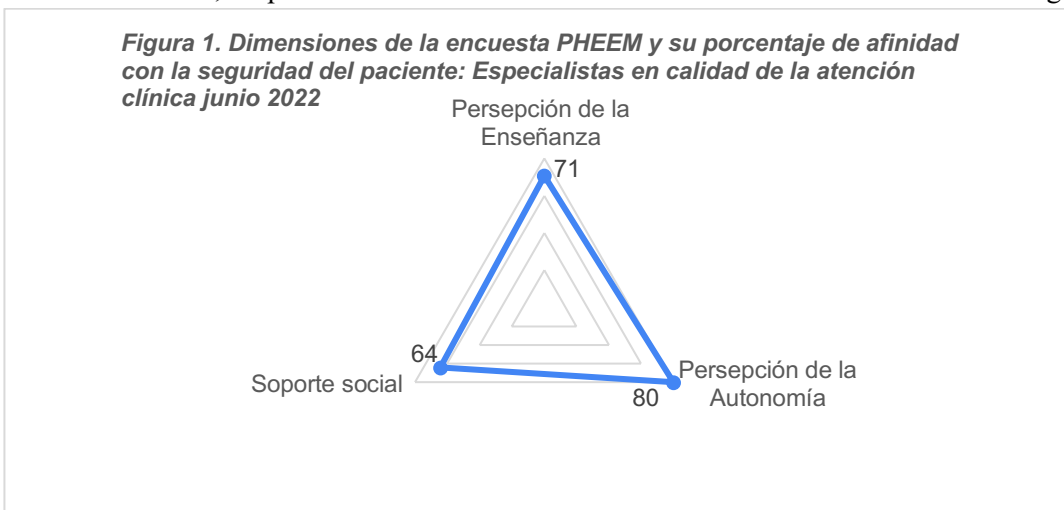 Figura 1. Dimensiones de la encuesta PHEEM y su porcentaje de afinidad
con la seguridad del paciente: Especialistas en calidad de la atención
clínica junio 2022
Persepción de la
Enseñanza
71
64
Soporte social
Persepción de la
80
Autonomía